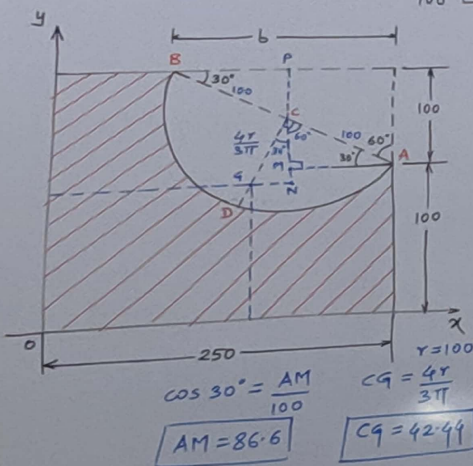 100
y
b
B
P
30°
100
C
4r/3π
30°
60°
100
60°
30°
A
M
G
N
D
100
100
O
x
250
r=100
cos 30° = AM/100
CG = 4r/3π
AM = 86.6
CG = 42.44